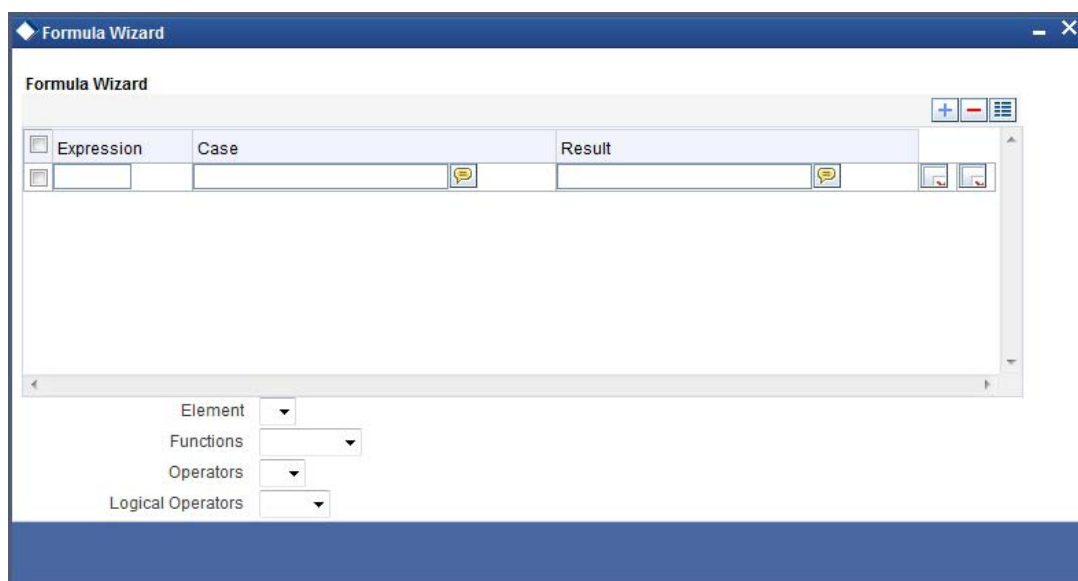 Formula Wizard
Formula Wizard
Expression Case Result
Element
Functions
Operators
Logical Operators